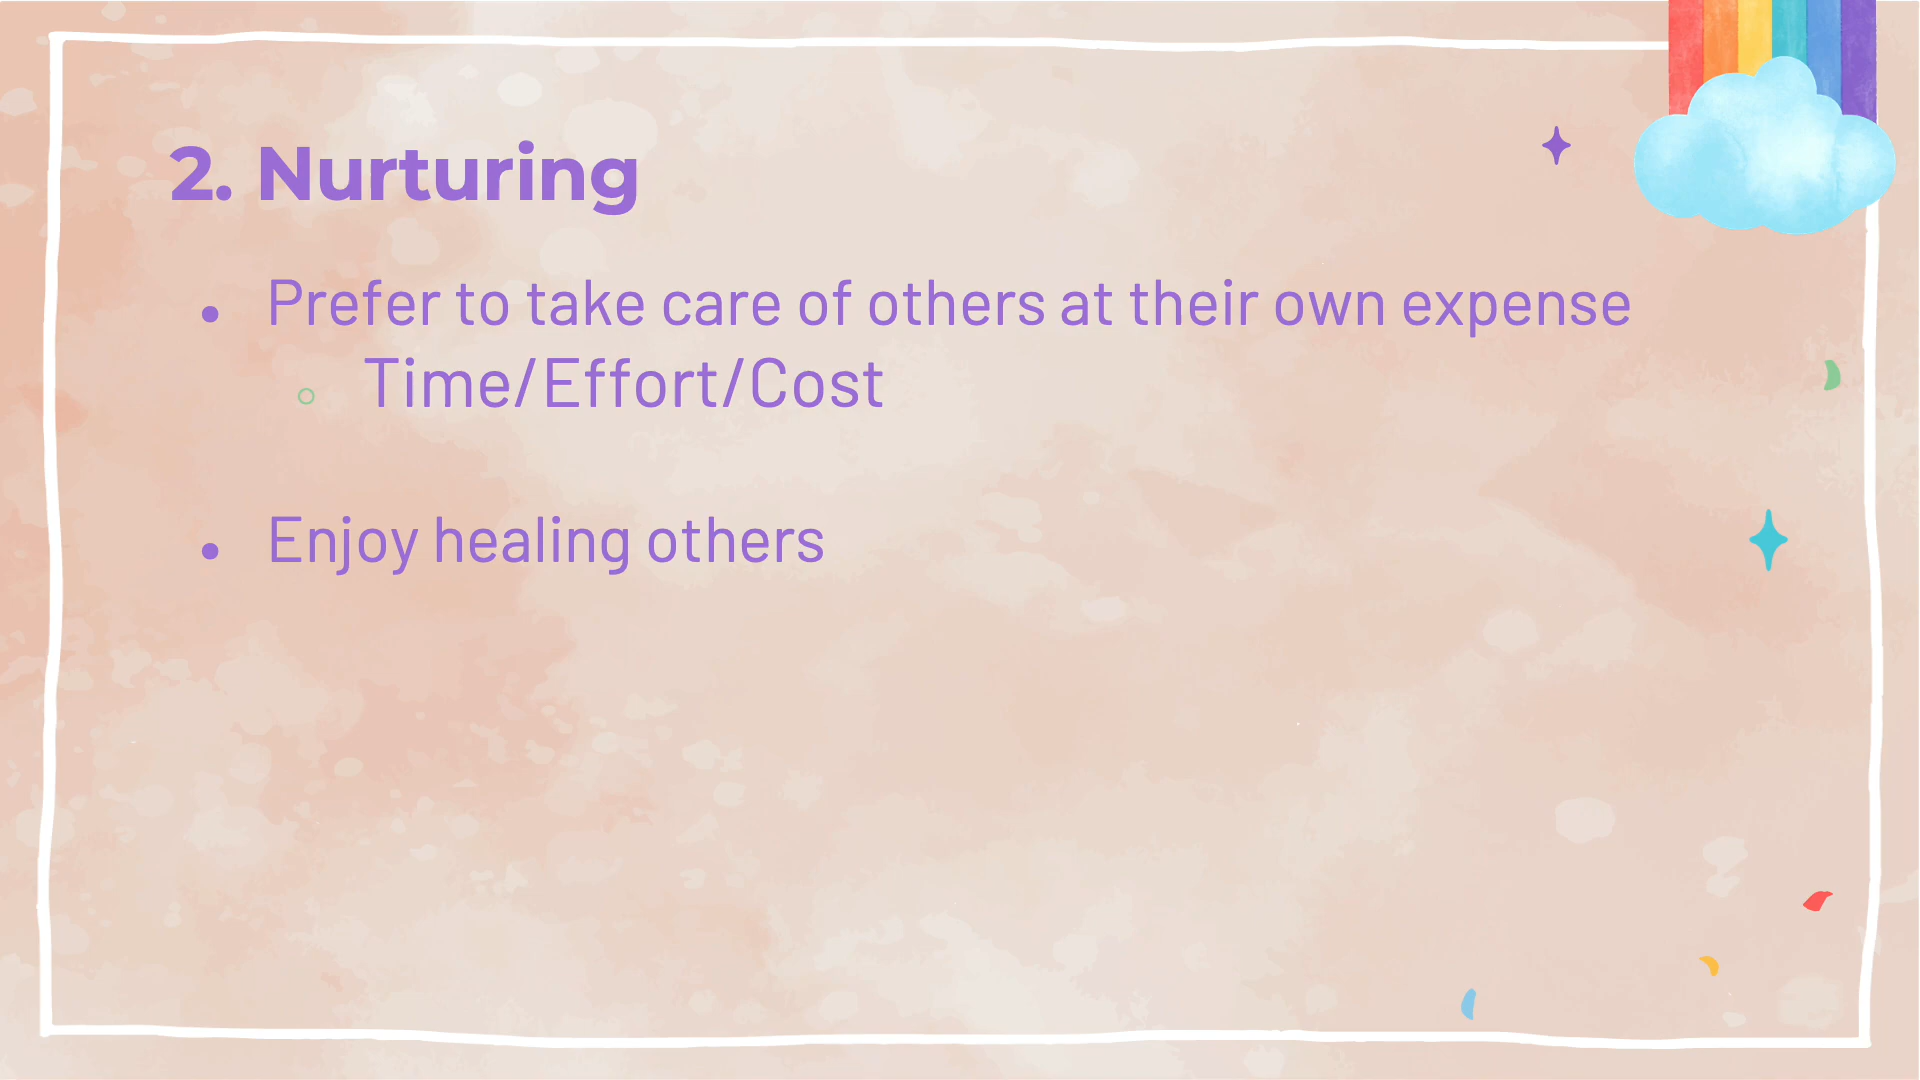 2. Nurturing
• Prefer to take care of others at their own expense
○ Time/Effort/Cost
• Enjoy healing others